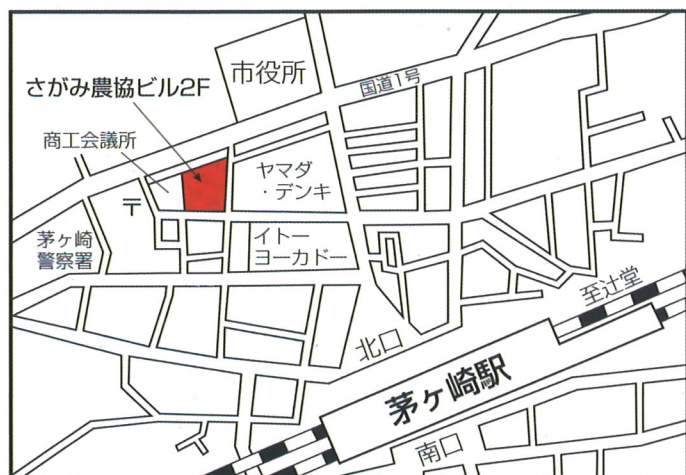 市役所
国道1号
さがみ農協ビル2F
商工会議所
ヤマダ
・デンキ
〒
茅ヶ崎
警察署
イトー
ヨーカドー
至辻堂
北口
茅ヶ崎駅
南口